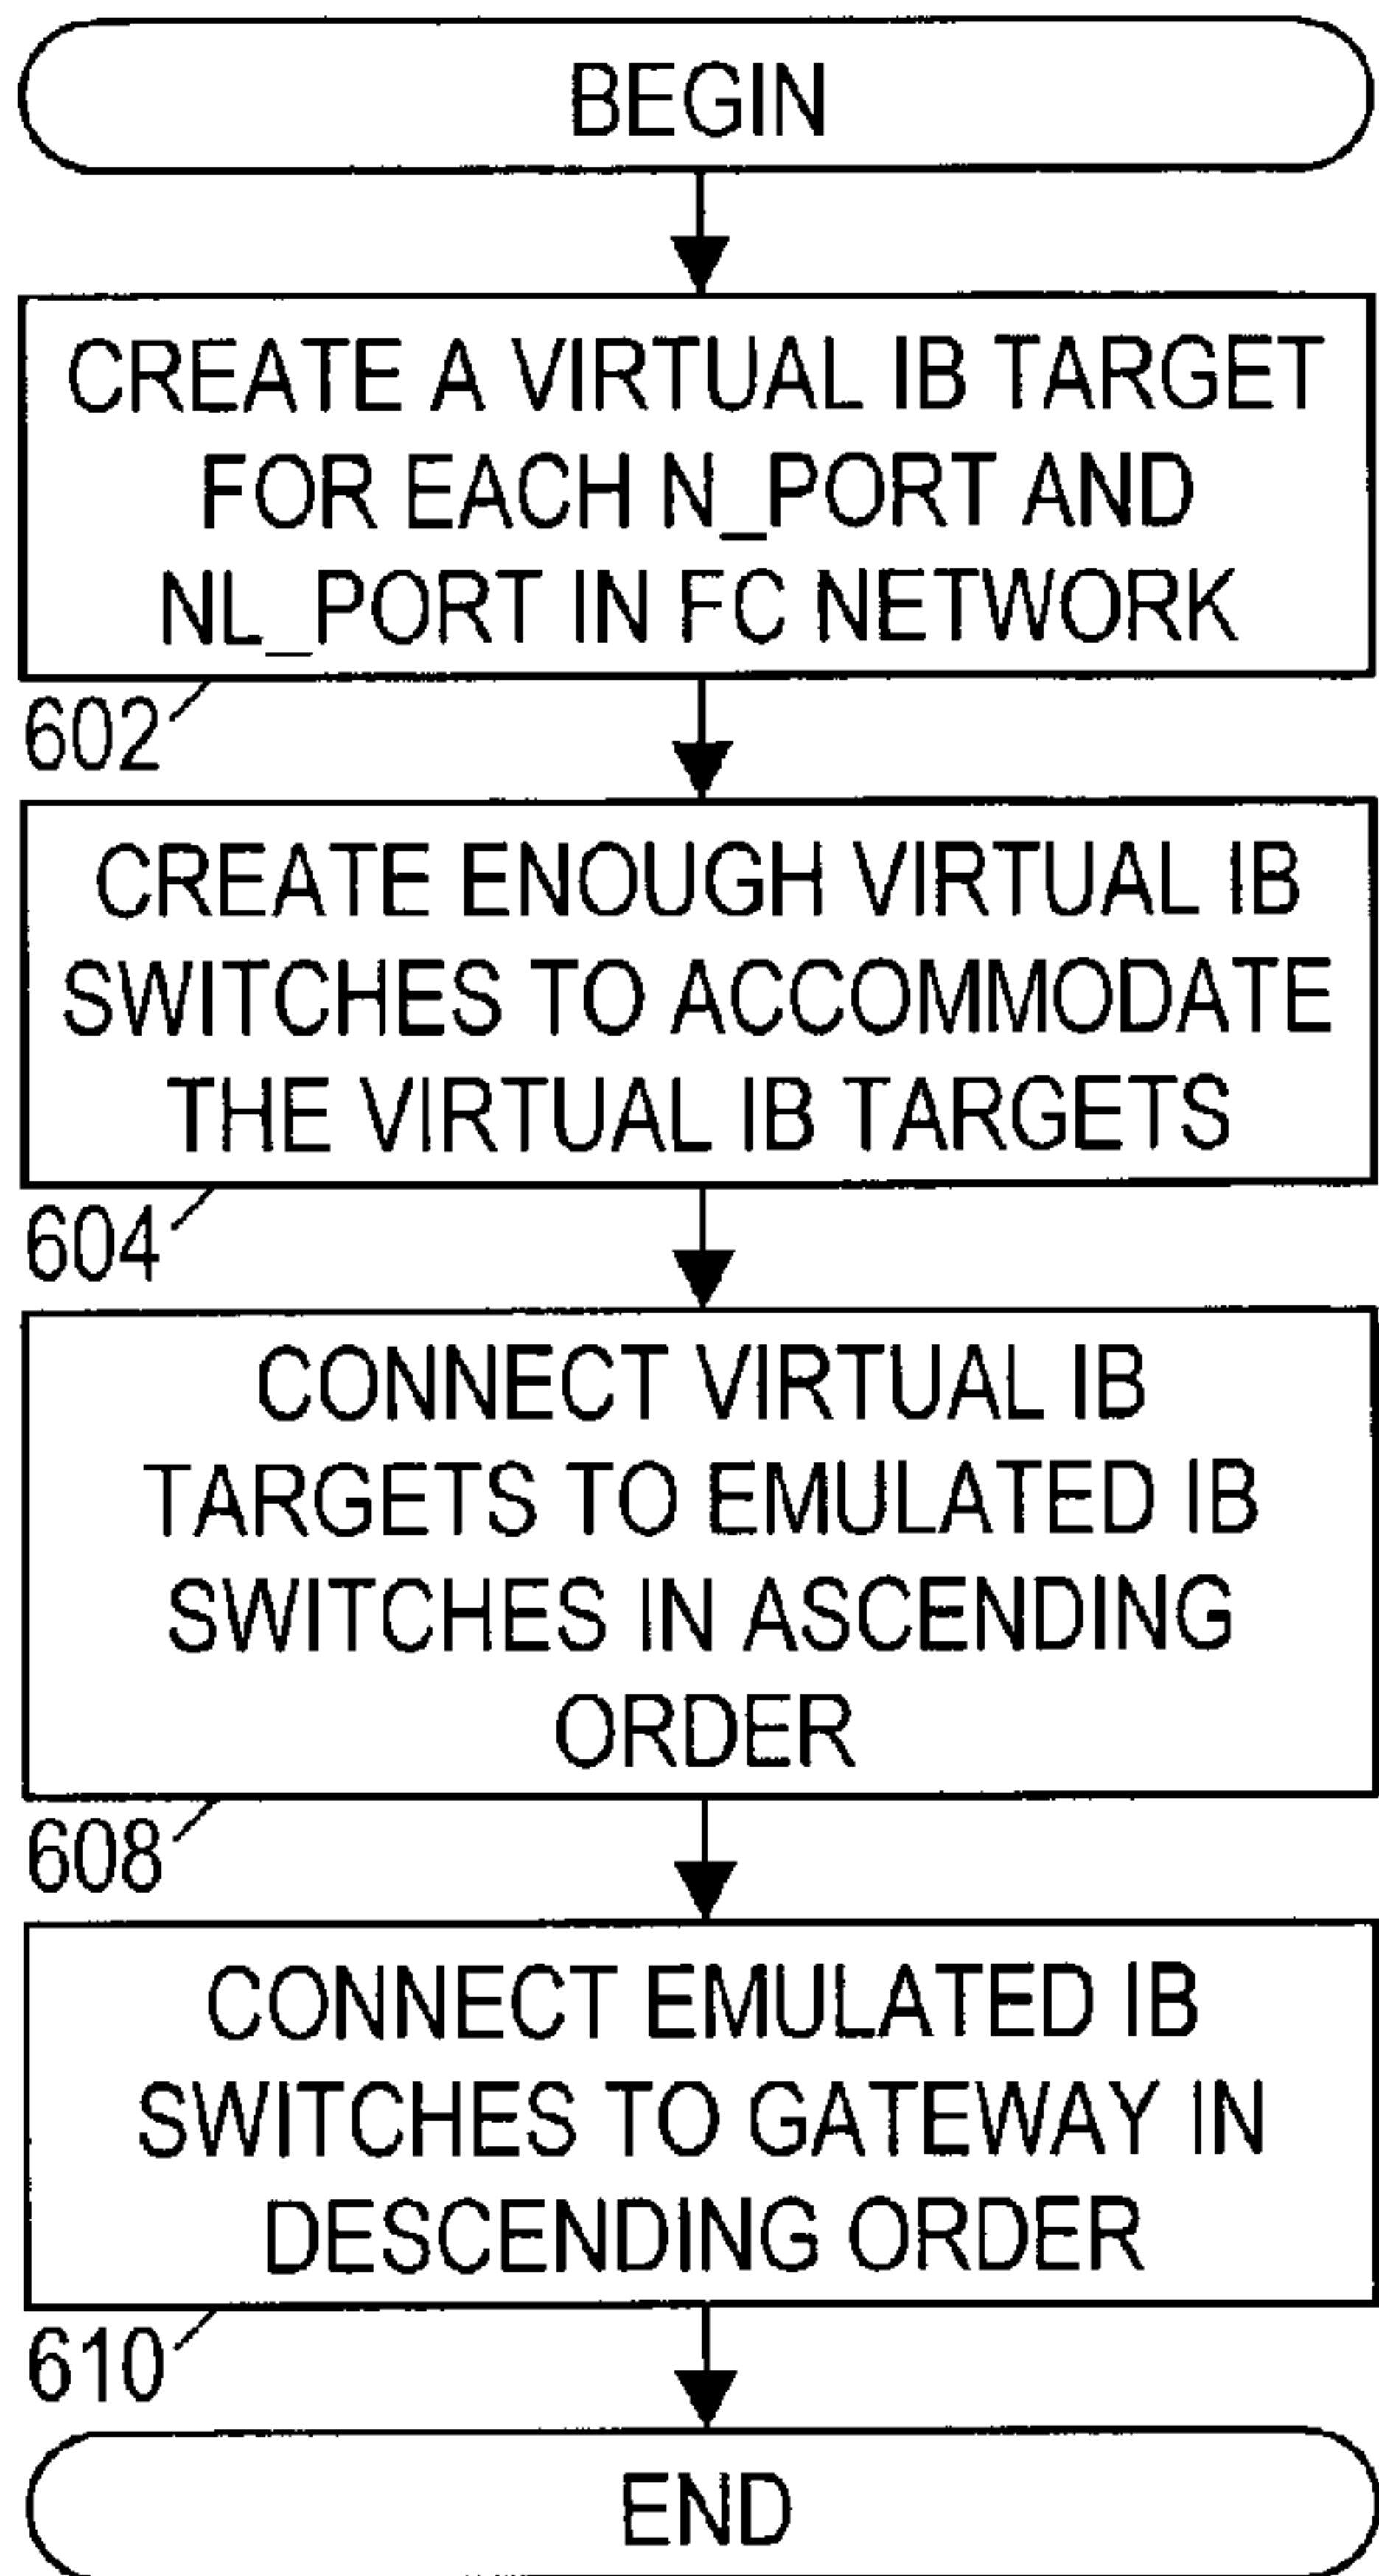 BEGIN
CREATE A VIRTUAL IB TARGET
FOR EACH N_PORT AND
NL_PORT IN FC NETWORK
602
CREATE ENOUGH VIRTUAL IB
SWITCHES TO ACCOMMODATE
THE VIRTUAL IB TARGETS
604
CONNECT VIRTUAL IB
TARGETS TO EMULATED IB
SWITCHES IN ASCENDING
ORDER
608
CONNECT EMULATED IB
SWITCHES TO GATEWAY IN
DESCENDING ORDER
610
END